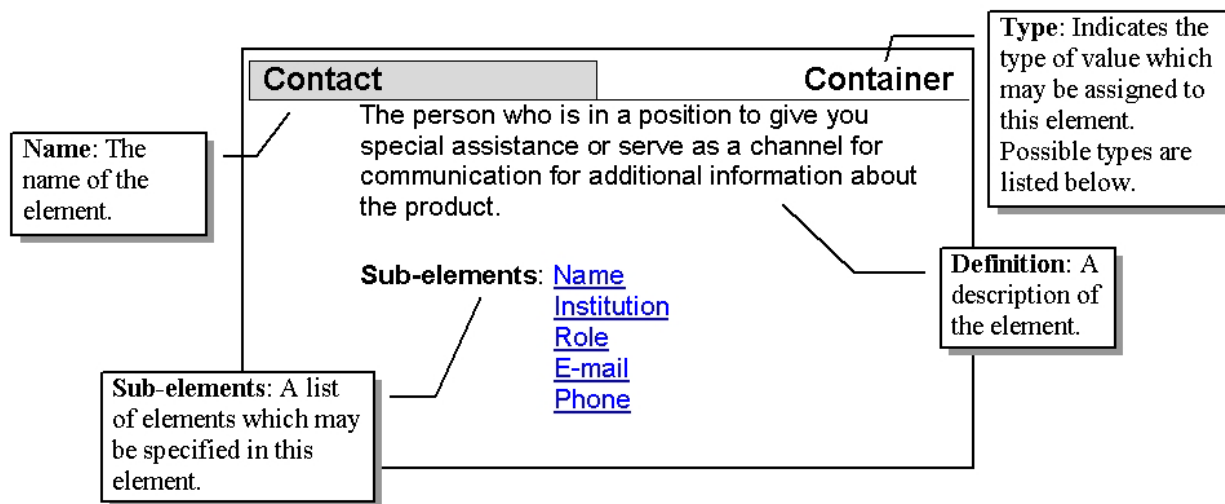 Type: Indicates the
type of value which
may be assigned to
this element.
Possible types are
listed below.
Contact
Container
The person who is in a position to give you
special assistance or serve as a channel for
communication for additional information about
the product.
Name: The
name of the
element.
Definition: A
description of
the element.
Sub-elements: Name
Institution
Role
E-mail
Phone
Sub-elements: A list
of elements which may
be specified in this
element.